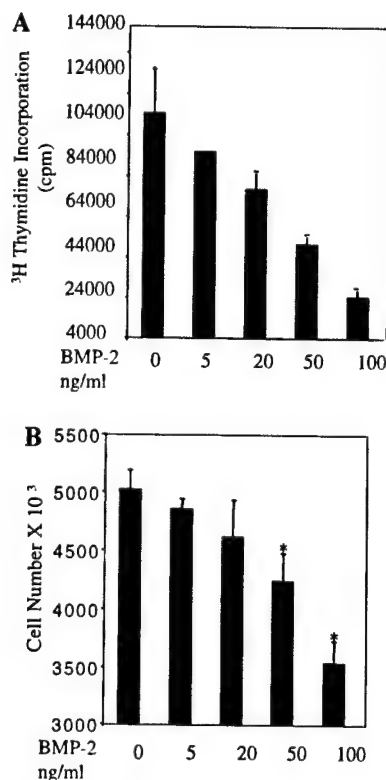 A
144000
124000
104000
84000
64000
44000
24000
4000
³H Thymidine Incorporation
(cpm)
BMP-2 0 5 20 50 100
ng/ml
B
5500
5000
4500
4000
3500
3000
Cell Number X 10 ³
* *
BMP-2 0 5 20 50 100
ng/ml